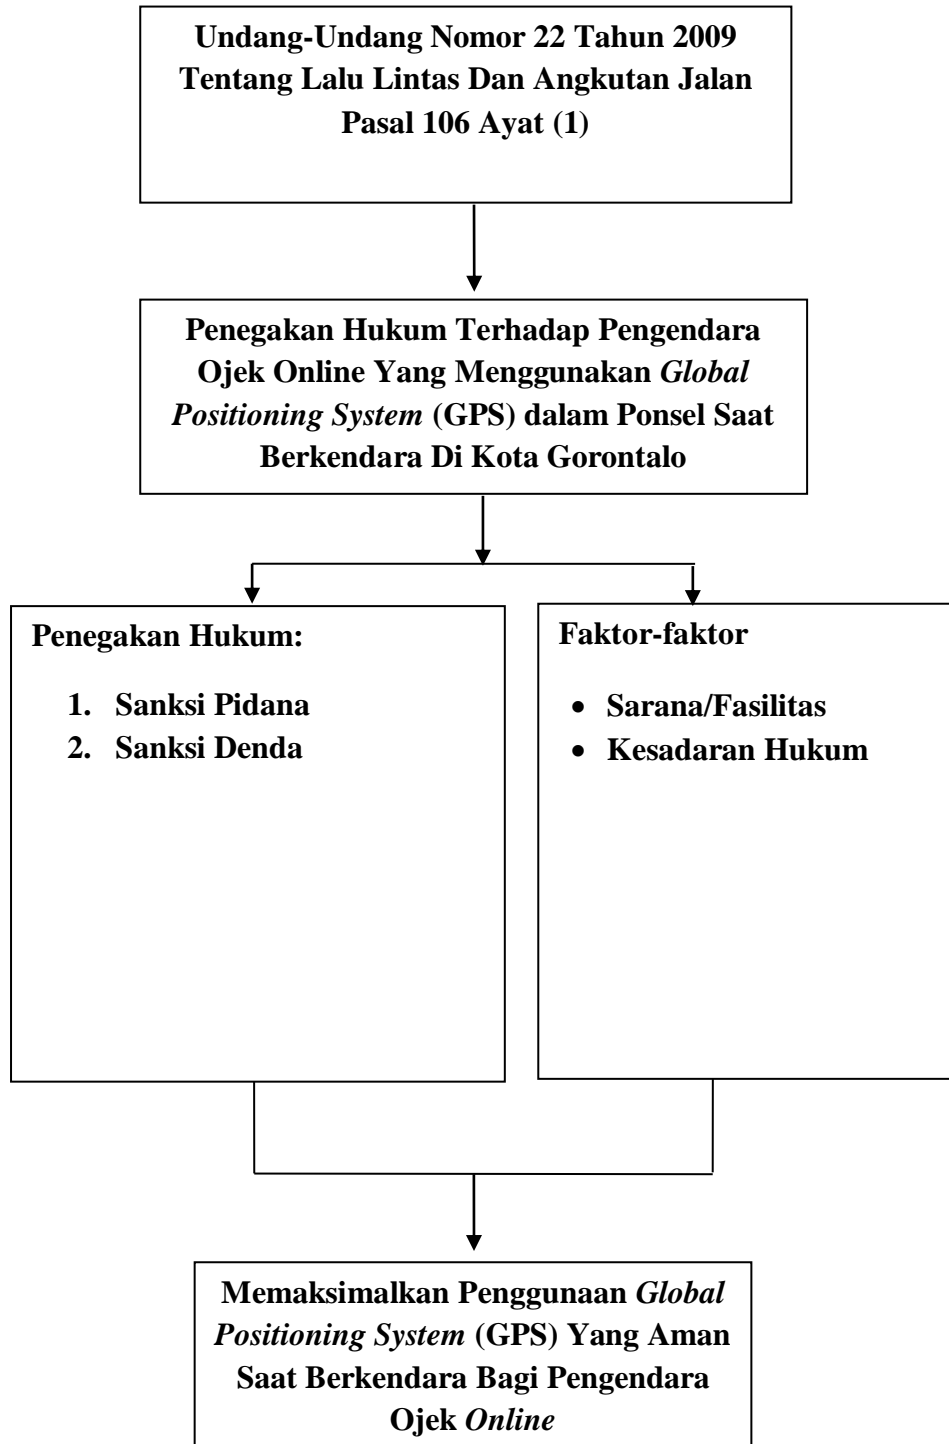 Undang-Undang Nomor 22 Tahun 2009
Tentang Lalu Lintas Dan Angkutan Jalan
Pasal 106 Ayat (1)
Penegakan Hukum Terhadap Pengendara
Ojek Online Yang Menggunakan Global
Positioning System (GPS) dalam Ponsel Saat
Berkendara Di Kota Gorontalo
Penegakan Hukum:
1. Sanksi Pidana
2. Sanksi Denda
Faktor-faktor
• Sarana/Fasilitas
• Kesadaran Hukum
Memaksimalkan Penggunaan Global
Positioning System (GPS) Yang Aman
Saat Berkendara Bagi Pengendara
Ojek Online